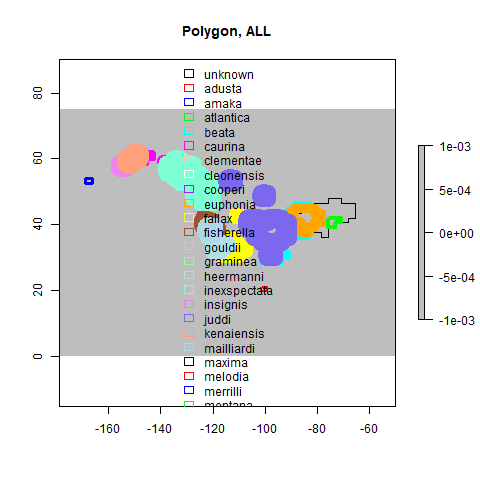 Polygon, ALL
unknown
adusta
amaka
atlantica
beata
caurina
clementae
cleonensis
cooperi
euphonia
fallax
fisherella
gouldii
graminea
heermanni
inexspectata
insignis
juddi
kenaiensis
mailliardi
maxima
melodia
merrilli
montana
80
60
40
20
0
-160
-140
-120
-100
-80
-60
1e-03
5e-04
0e+00
-5e-04
-1e-03